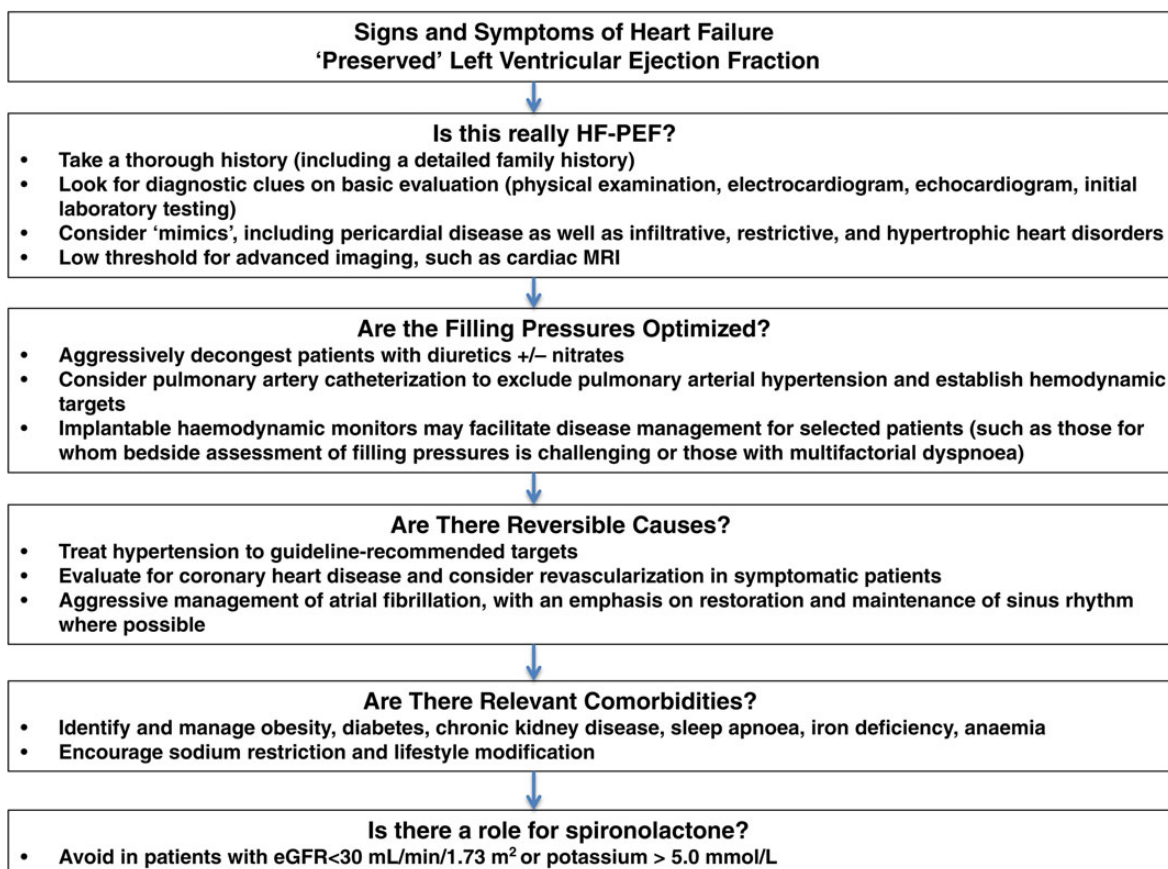 Signs and Symptoms of Heart Failure
‘Preserved’ Left Ventricular Ejection Fraction
Is this really HF-PEF?
• Take a thorough history (including a detailed family history)
• Look for diagnostic clues on basic evaluation (physical examination, electrocardiogram, echocardiogram, initial
laboratory testing)
• Consider ‘mimics’, including pericardial disease as well as infiltrative, restrictive, and hypertrophic heart disorders
• Low threshold for advanced imaging, such as cardiac MRI
Are the Filling Pressures Optimized?
• Aggressively decongest patients with diuretics +/– nitrates
• Consider pulmonary artery catheterization to exclude pulmonary arterial hypertension and establish hemodynamic
targets
• Implantable haemodynamic monitors may facilitate disease management for selected patients (such as those for
whom bedside assessment of filling pressures is challenging or those with multifactorial dyspnoea)
Are There Reversible Causes?
• Treat hypertension to guideline-recommended targets
• Evaluate for coronary heart disease and consider revascularization in symptomatic patients
• Aggressive management of atrial fibrillation, with an emphasis on restoration and maintenance of sinus rhythm
where possible
Are There Relevant Comorbidities?
• Identify and manage obesity, diabetes, chronic kidney disease, sleep apnoea, iron deficiency, anaemia
• Encourage sodium restriction and lifestyle modification
Is there a role for spironolactone?
• Avoid in patients with eGFR<30 mL/min/1.73 m² or potassium > 5.0 mmol/L